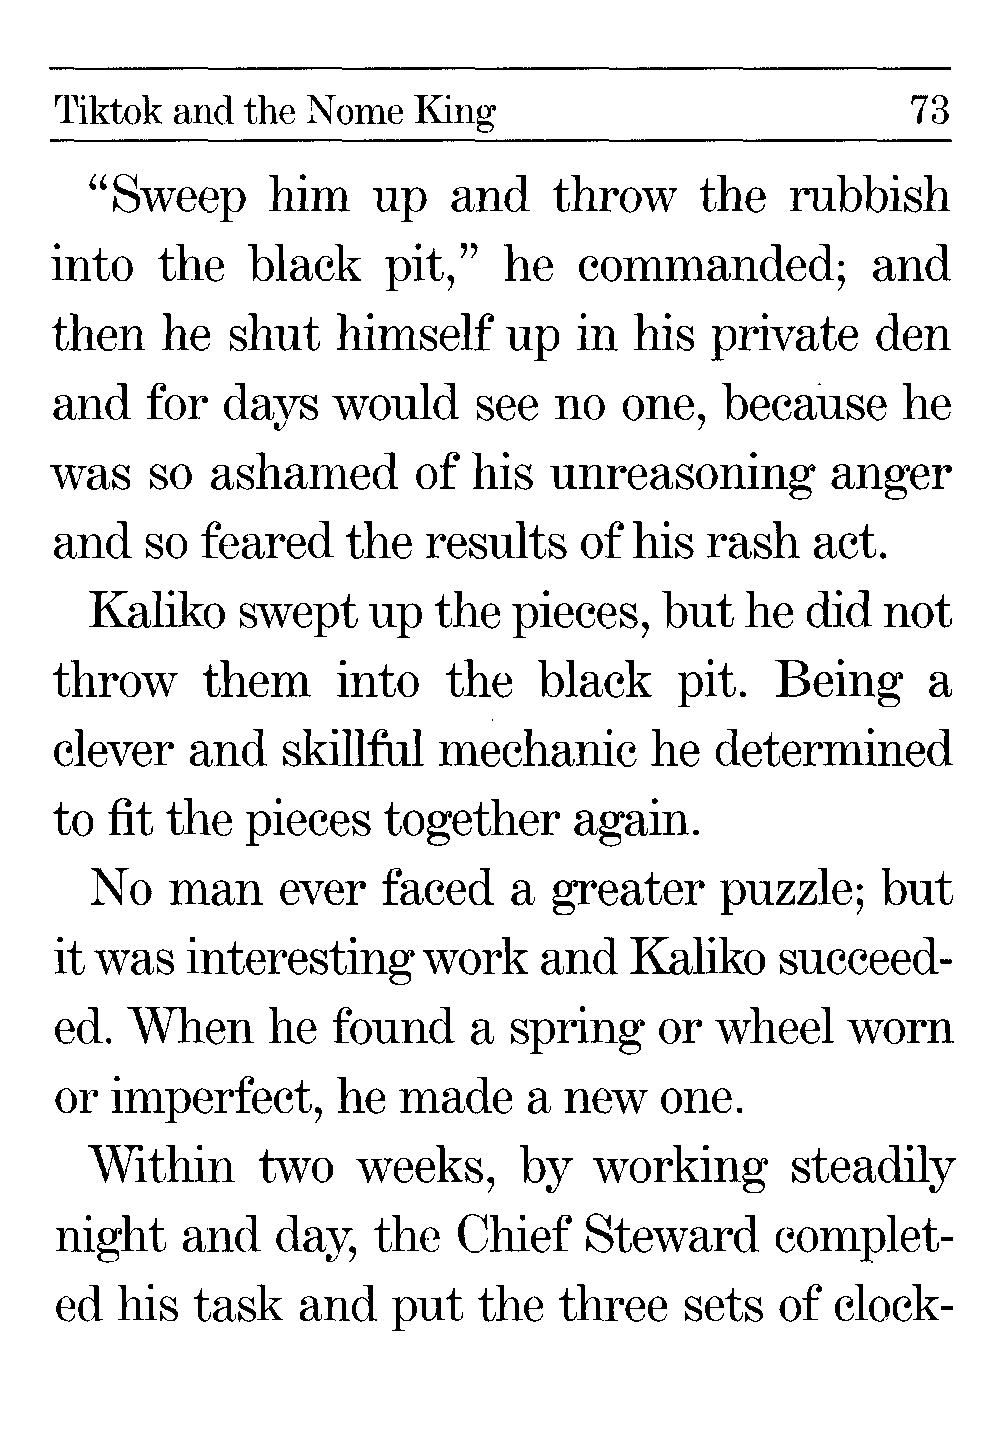 Tiktok and the Nome King 73
“Sweep him up and throw the rubbish
into the black pit,” he commanded; and
then he shut himself up in his private den
and for days would see no one, because he
was so ashamed of his unreasoning anger
and so feared the results of his rash act.
Kaliko swept up the pieces, but he did not
throw them into the black pit. Being a
clever and skillful mechanic he determined
to fit the pieces together again.
No man ever faced a greater puzzle; but
it was interesting work and Kaliko succeed-
ed. When he found a spring or wheel worn
or imperfect, he made a new one.
Within two weeks, by working steadily
night and day, the Chief Steward complet-
ed his task and put the three sets of clock-